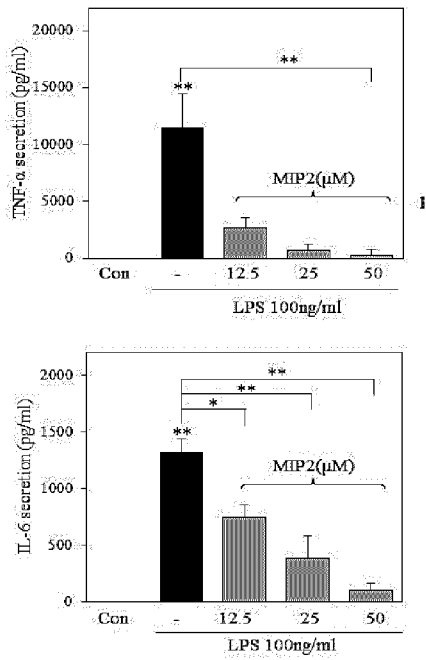 TNF-α secretion (pg/ml)
20000
15000
10000
5000
0
**
**
MIP2(μM)
Con
- 12.5 25 50
LPS 100ng/ml
IL-6 secretion (pg/ml)
2000
1500
1000
500
0
**
**
*
**
MIP2(μM)
Con
- 12.5 25 50
LPS 100ng/ml